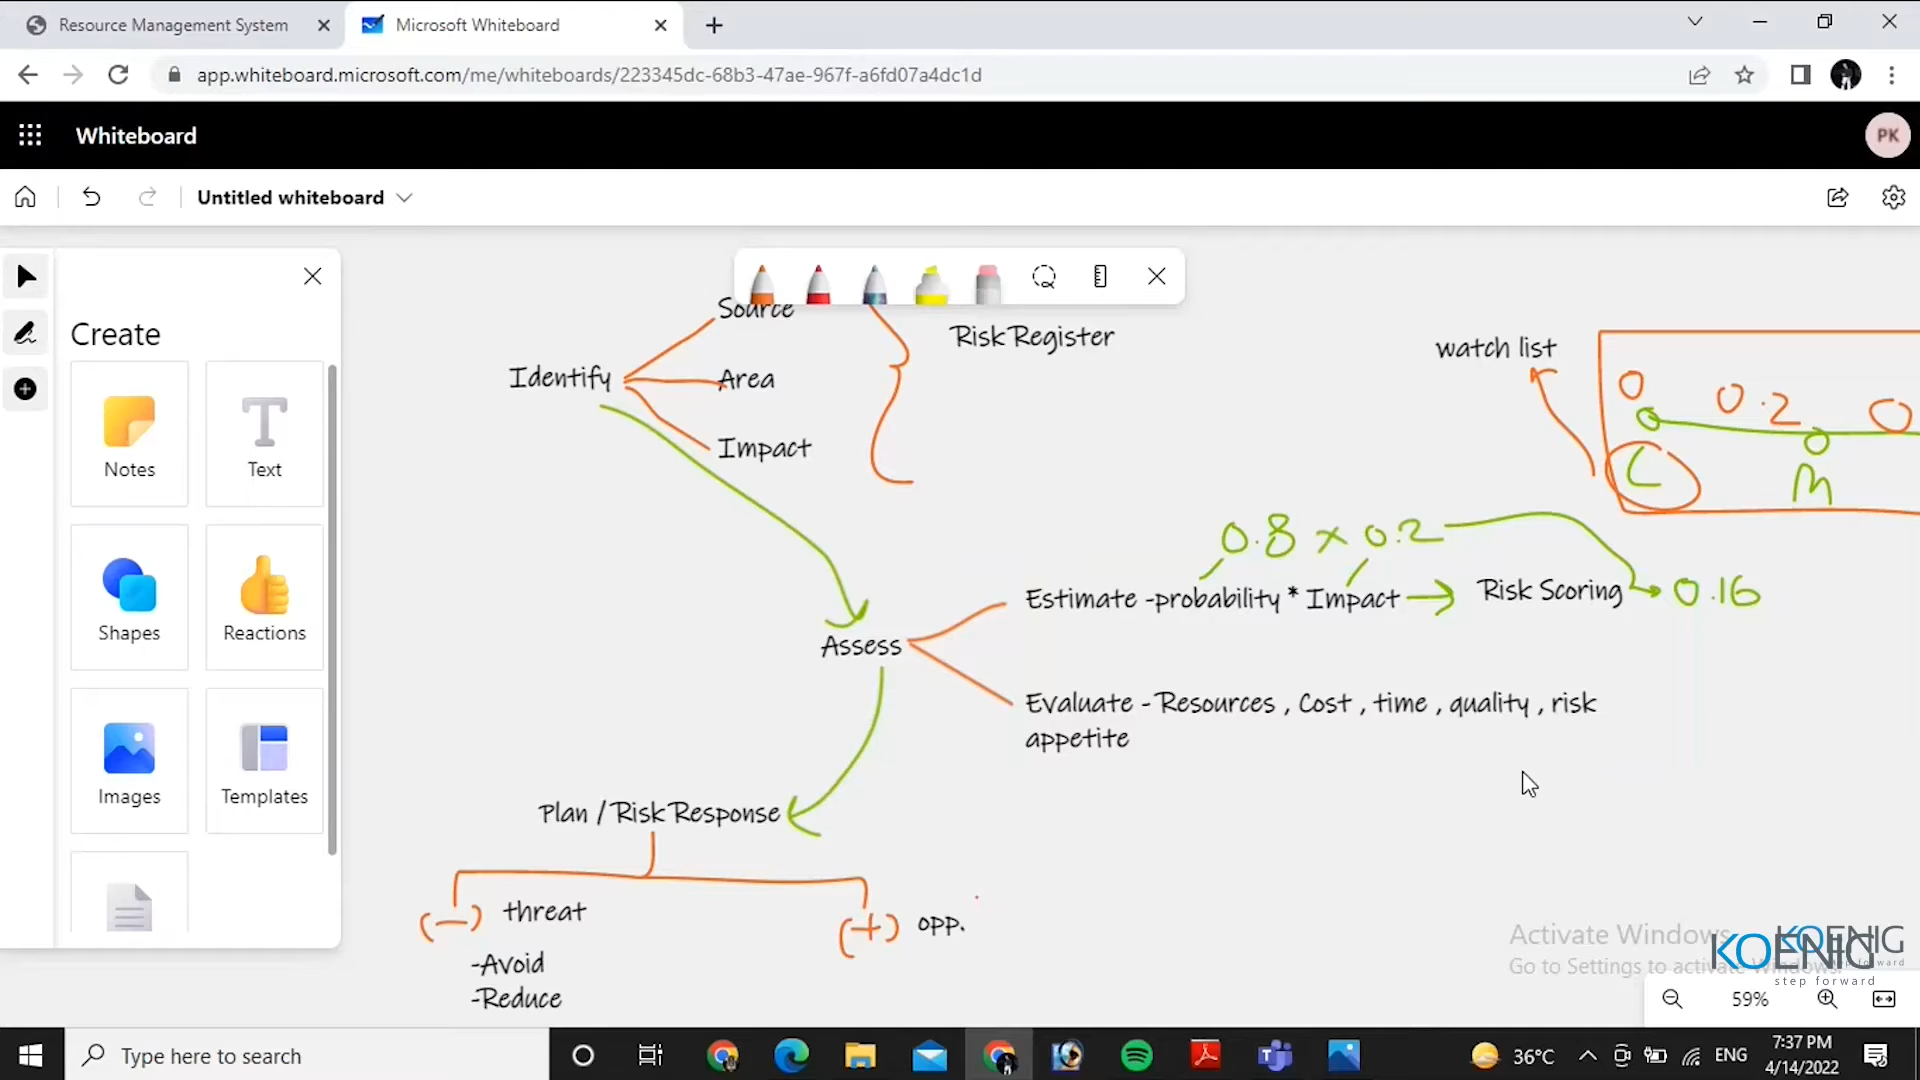 Resource Management System
Microsoft Whiteboard
app.whiteboard.microsoft.com/me/whiteboards/223345dc-68b3-47ae-967f-a6fd07a4dc1d
Whiteboard
PK
Untitled whiteboard
Create
Notes
Text
Shapes
Reactions
Images
Templates
Source
Risk Register
Identify
Area
Impact
watch list
0
0.2
0
L
M
0.8 × 0.2
Estimate -probability * Impact
Risk Scoring
0.16
Assess
Evaluate - Resources , Cost , time , quality , risk
appetite
Plan / Risk Response
(-) threat
(+) opp.
-Avoid
-Reduce
Activate Windows
Go to Settings to activate Windows.
KOENIG
step forward
KOENIG
59%
Type here to search
36°C
ENG
7:37 PM
4/14/2022